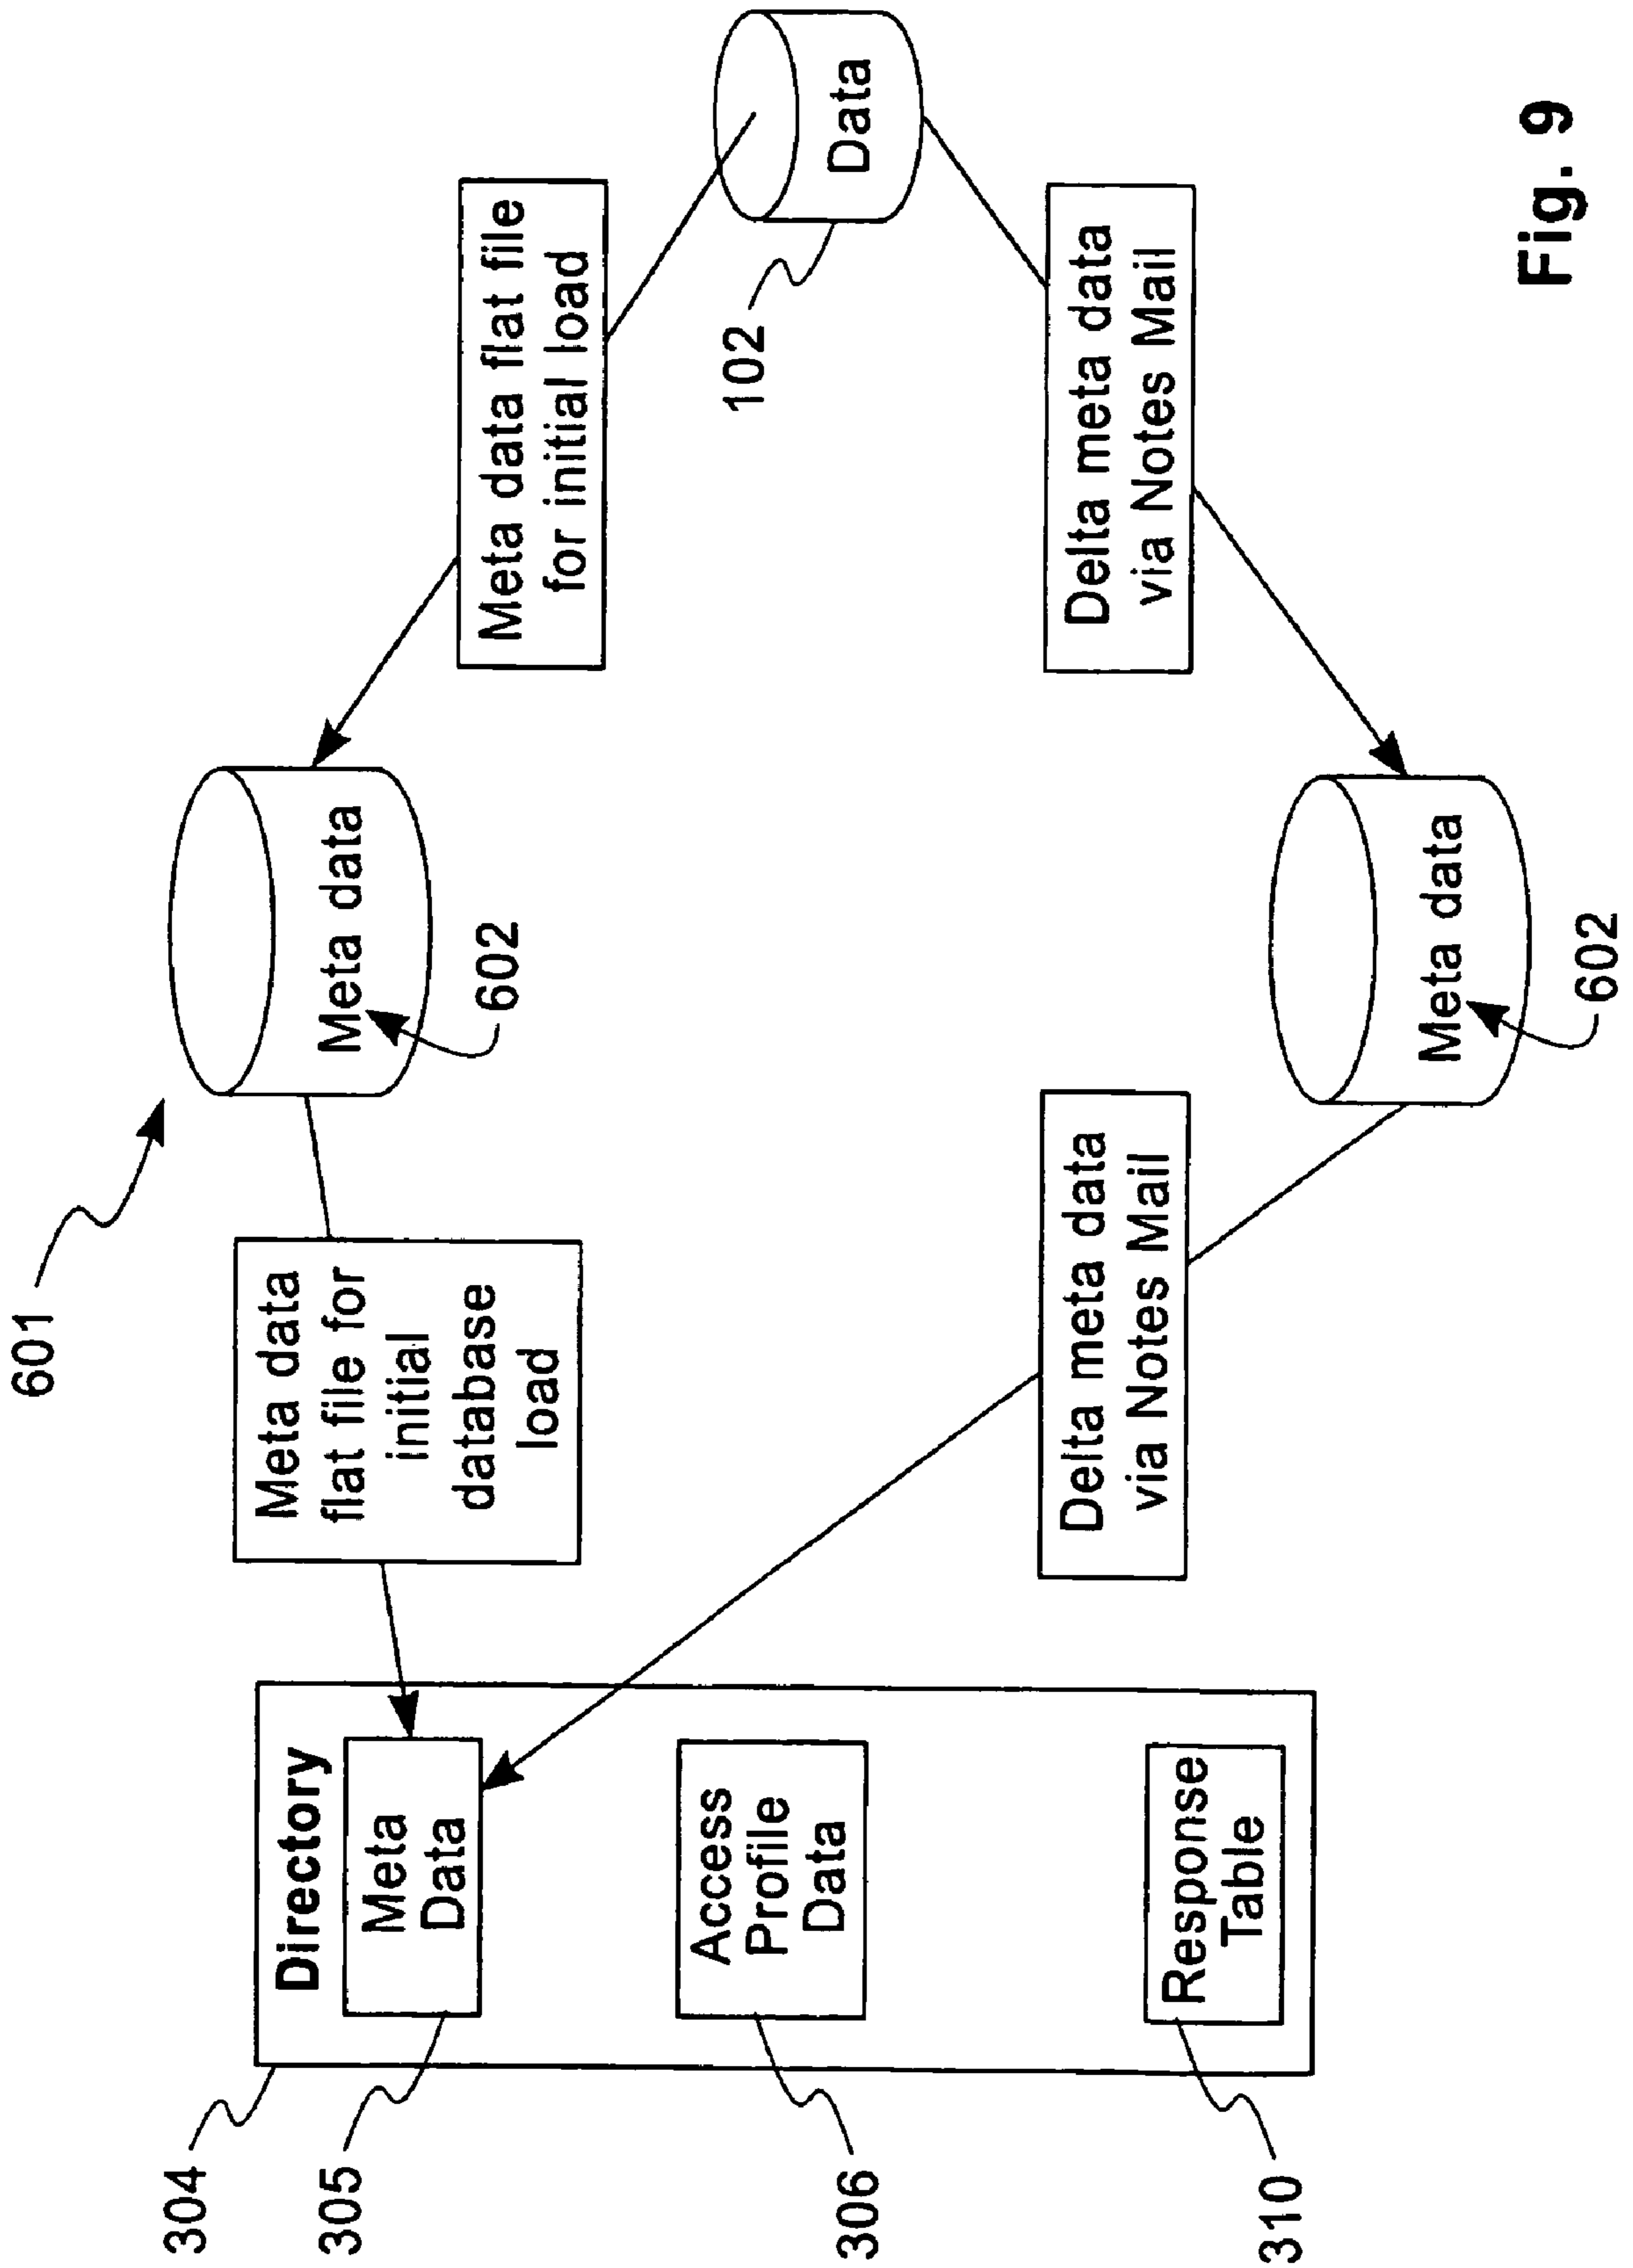 601
304
Directory
305
Meta
Data
306
Access
Profile
Data
310
Response
Table
Meta data
flat file for
initial
database
load
Meta data
602
Meta data flat file
for initial load
Data
102
Delta meta data
via Notes Mail
Meta data
602
Delta meta data
via Notes Mail
Fig. 9